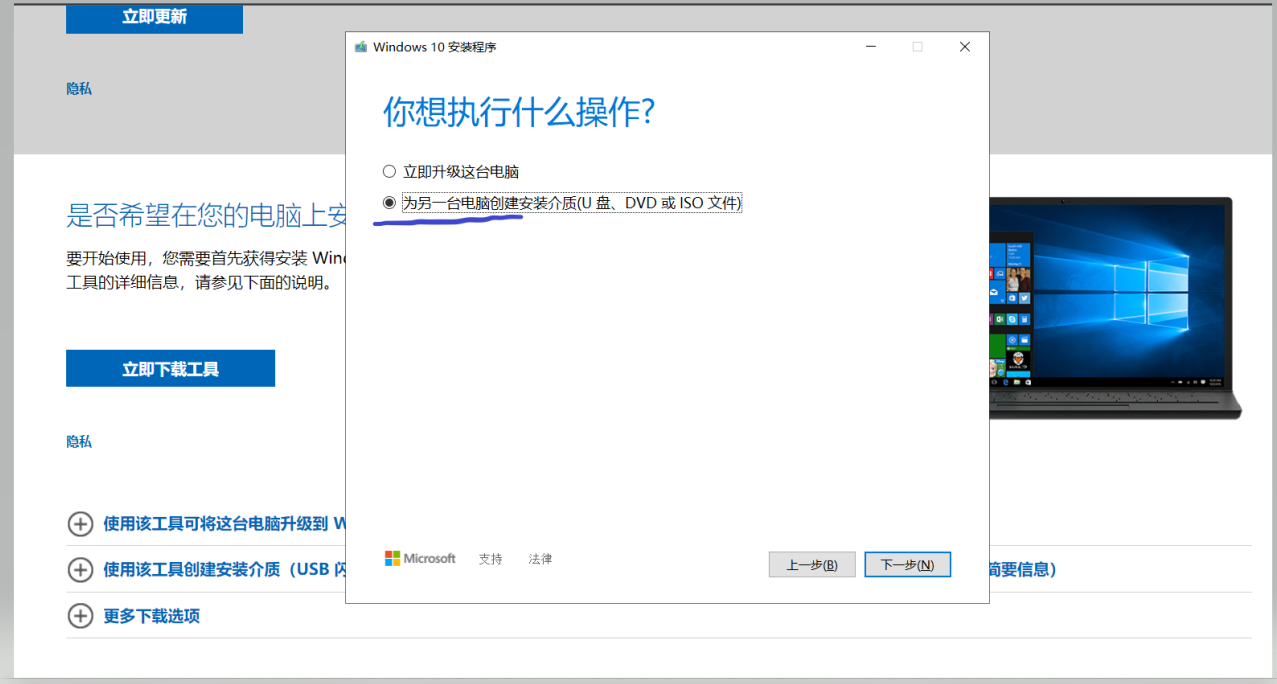 立即更新
隐私
Windows 10 安装程序
你想执行什么操作?
立即升级这台电脑
为另一台电脑创建安装介质(U 盘、DVD 或 ISO 文件)
是否希望在您的电脑上安
要开始使用，您需要首先获得安装 Wind
工具的详细信息，请参见下面的说明。
立即下载工具
隐私
使用该工具可将这台电脑升级到 W
使用该工具创建安装介质（USB 闪
简要信息）
更多下载选项
Microsoft
支持
法律
上一步(B)
下一步(N)